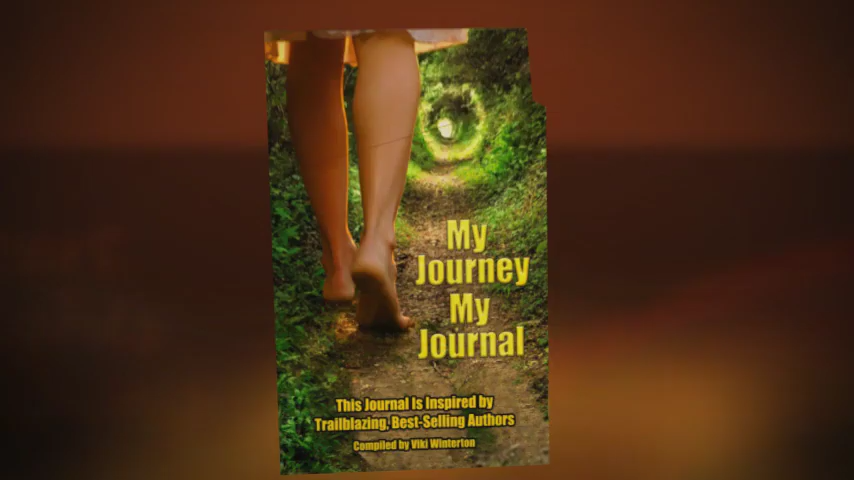 My
Journey
My
Journal
This Journal Is Inspired by
Trailblazing, Best-Selling Authors
Compiled by Viki Winterton